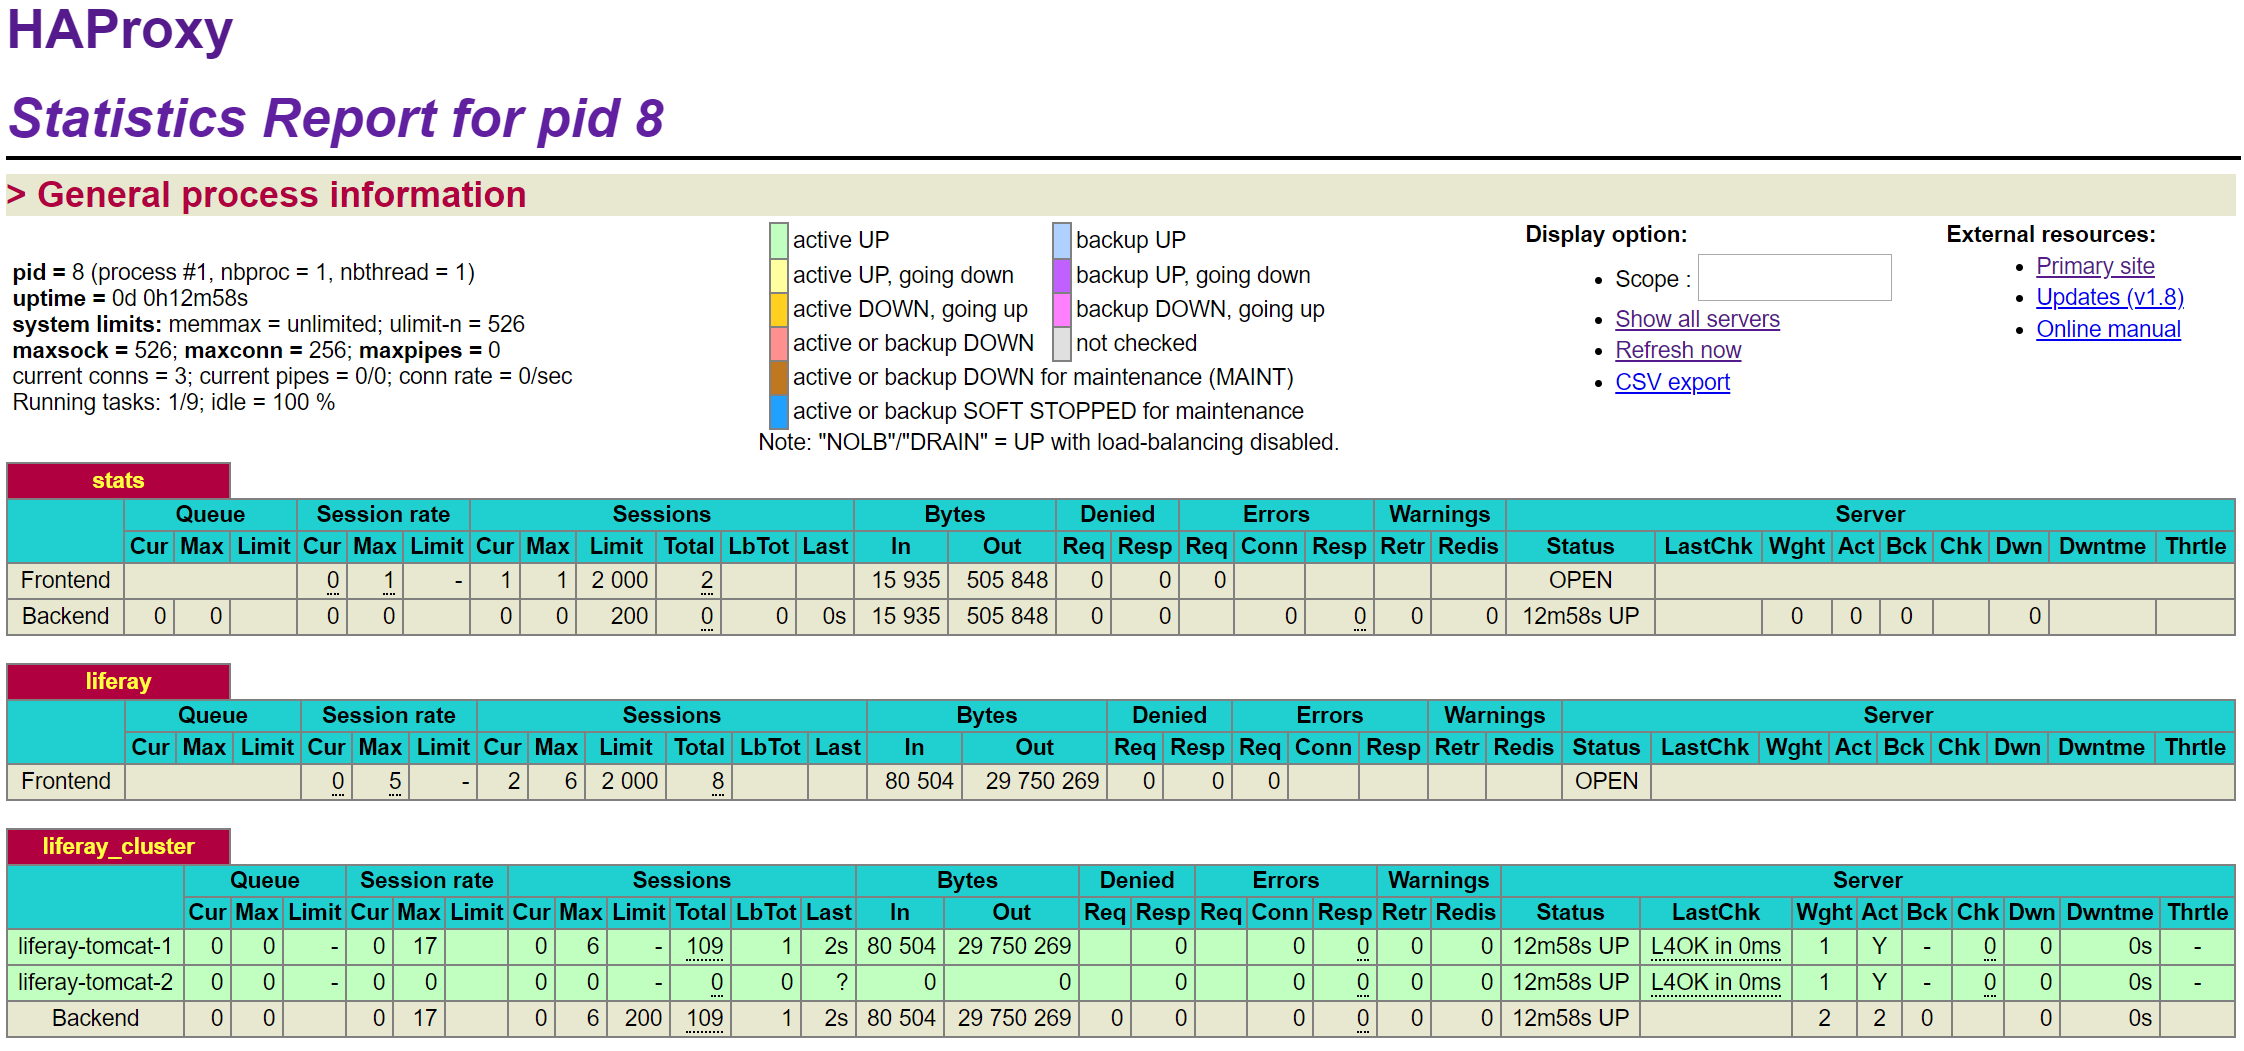 HAProxy
Statistics Report for pid 8
> General process information
pid = 8 (process #1, nbproc = 1, nbthread = 1)
uptime = 0d 0h12m58s
system limits: memmax = unlimited; ulimit-n = 526
maxsock = 526; maxconn = 256; maxpipes = 0
current conns = 3; current pipes = 0/0; conn rate = 0/sec
Running tasks: 1/9; idle = 100 %
active UP backup UP
active UP, going down backup UP, going down
active DOWN, going up backup DOWN, going up
active or backup DOWN not checked
active or backup DOWN for maintenance (MAINT)
active or backup SOFT STOPPED for maintenance
Note: "NOLB"/"DRAIN" = UP with load-balancing disabled.
Display option:
• Scope :
• Show all servers
• Refresh now
• CSV export
External resources:
• Primary site
• Updates (v1.8)
• Online manual
stats
Queue Session rate Sessions Bytes Denied Errors Warnings Server
Cur Max Limit Cur Max Limit Cur Max Limit Total LbTot Last In Out Req Resp Req Conn Resp Retr Redis Status LastChk Wght Act Bck Chk Dwn Dwntme Thrtle
Frontend 0 1 - 1 1 2 000 2 15 935 505 848 0 0 0 OPEN
Backend 0 0 0 0 0 0 200 0 0 0s 15 935 505 848 0 0 0 0 0 0 12m58s UP 0 0 0 0
liferay
Queue Session rate Sessions Bytes Denied Errors Warnings Server
Cur Max Limit Cur Max Limit Cur Max Limit Total LbTot Last In Out Req Resp Req Conn Resp Retr Redis Status LastChk Wght Act Bck Chk Dwn Dwntme Thrtle
Frontend 0 5 - 2 6 2 000 8 80 504 29 750 269 0 0 0 OPEN
liferay_cluster
Queue Session rate Sessions Bytes Denied Errors Warnings Server
Cur Max Limit Cur Max Limit Cur Max Limit Total LbTot Last In Out Req Resp Req Conn Resp Retr Redis Status LastChk Wght Act Bck Chk Dwn Dwntme Thrtle
liferay-tomcat-1 0 0 - 0 17 0 6 - 109 1 2s 80 504 29 750 269 0 0 0 0 0 12m58s UP L4OK in 0ms 1 Y - 0 0 0s -
liferay-tomcat-2 0 0 - 0 0 0 0 - 0 0 ? 0 0 0 0 0 0 0 12m58s UP L4OK in 0ms 1 Y - 0 0 0s -
Backend 0 0 0 17 0 6 200 109 1 2s 80 504 29 750 269 0 0 0 0 0 0 12m58s UP 2 2 0 0 0s